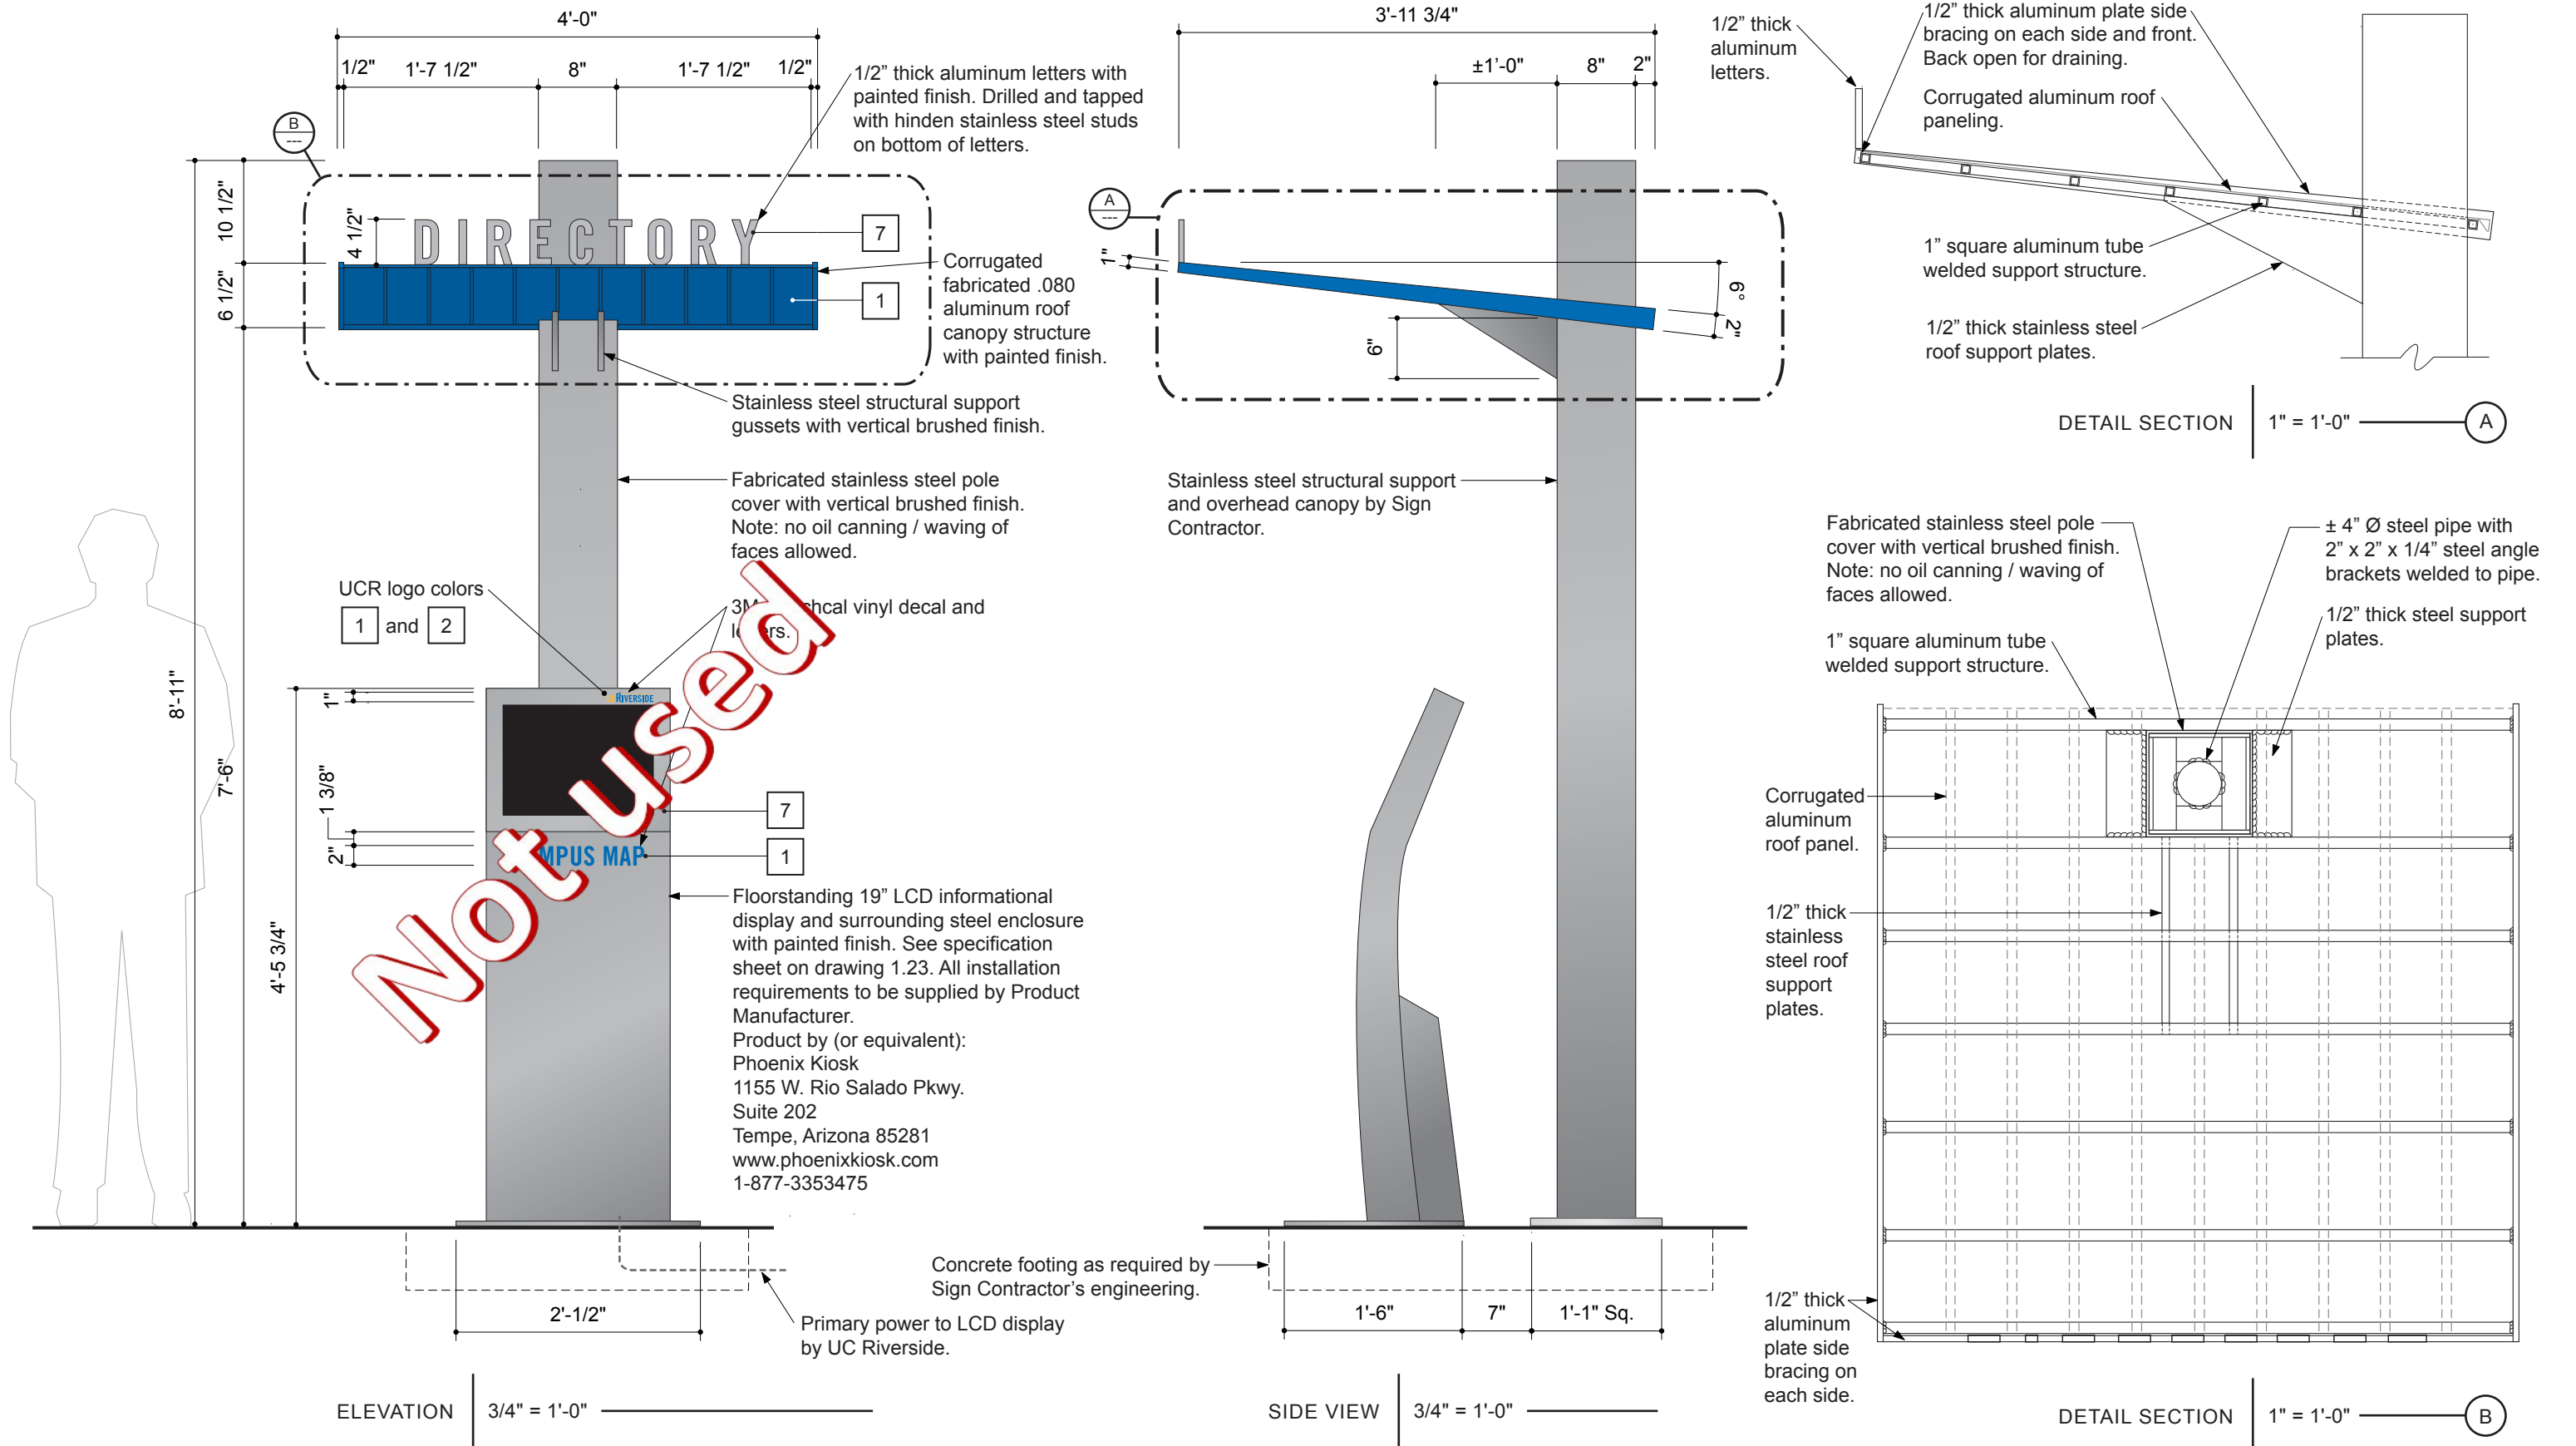 4'-0"
1/2"
1'-7 1/2"
8"
1'-7 1/2"
1/2"
B
---
10 1/2"
6 1/2"
4 1/2"
8'-11"
7'-6"
4'-5 3/4"
1"
1 3/8"
2"
DIRECTORY
7
1
1/2" thick aluminum letters with
painted finish. Drilled and tapped
with hinden stainless steel studs
on bottom of letters.
Corrugated
fabricated .080
aluminum roof
canopy structure
with painted finish.
Stainless steel structural support
gussets with vertical brushed finish.
Fabricated stainless steel pole
cover with vertical brushed finish.
Note: no oil canning / waving of
faces allowed.
UCR logo colors
1 and 2
vinyl decal and
RIVERSIDE
Not used
7
1
MPUS MAP
Floorstanding 19” LCD informational
display and surrounding steel enclosure
with painted finish. See specification
sheet on drawing 1.23. All installation
requirements to be supplied by Product
Manufacturer.
Product by (or equivalent):
Phoenix Kiosk
1155 W. Rio Salado Pkwy.
Suite 202
Tempe, Arizona 85281
www.phoenixkiosk.com
1-877-3353475
2'-1/2"
Primary power to LCD display
by UC Riverside.
ELEVATION
3/4" = 1'-0"
3'-11 3/4"
±1’-0"
8"
2"
A
---
1"
6"
6°
2"
Stainless steel structural support
and overhead canopy by Sign
Contractor.
Concrete footing as required by
Sign Contractor’s engineering.
1'-6"
7"
1'-1" Sq.
SIDE VIEW
3/4" = 1'-0"
1/2” thick
aluminum
letters.
1/2” thick aluminum plate side
bracing on each side and front.
Back open for draining.
Corrugated aluminum roof
paneling.
1” square aluminum tube
welded support structure.
1/2” thick stainless steel
roof support plates.
DETAIL SECTION
1" = 1'-0"
A
Fabricated stainless steel pole
cover with vertical brushed finish.
Note: no oil canning / waving of
faces allowed.
1” square aluminum tube
welded support structure.
± 4” Ø steel pipe with
2” x 2” x 1/4” steel angle
brackets welded to pipe.
1/2” thick steel support
plates.
Corrugated
aluminum
roof panel.
1/2” thick
stainless
steel roof
support
plates.
1/2” thick
aluminum
plate side
bracing on
each side.
DETAIL SECTION
1" = 1'-0"
B